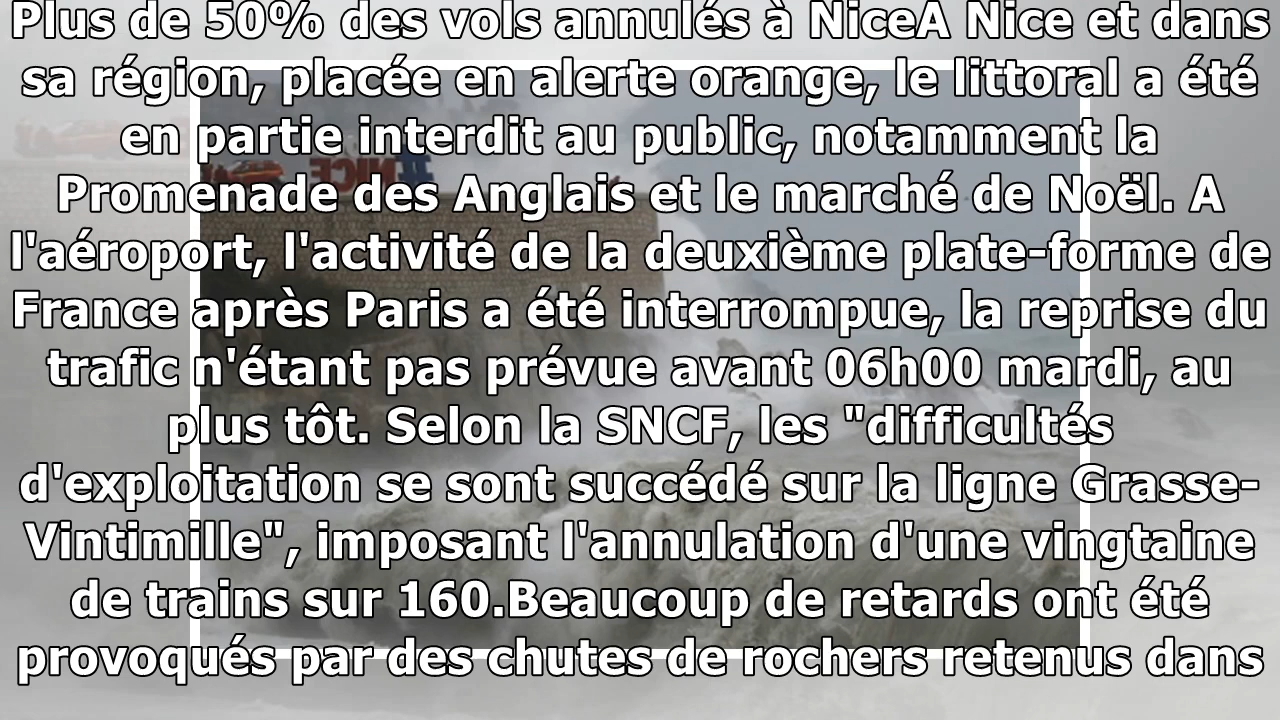 Plus de 50% des vols annulés à NiceA Nice et dans
sa région, placée en alerte orange, le littoral a été
en partie interdit au public, notamment la
Promenade des Anglais et le marché de Noël. A
l'aéroport, l'activité de la deuxième plate-forme de
France après Paris a été interrompue, la reprise du
trafic n'étant pas prévue avant 06h00 mardi, au
plus tôt. Selon la SNCF, les "difficultés
d'exploitation se sont succédé sur la ligne Grasse-
Vintimille", imposant l'annulation d'une vingtaine
de trains sur 160.Beaucoup de retards ont été
provoqués par des chutes de rochers retenus dans
#NICE